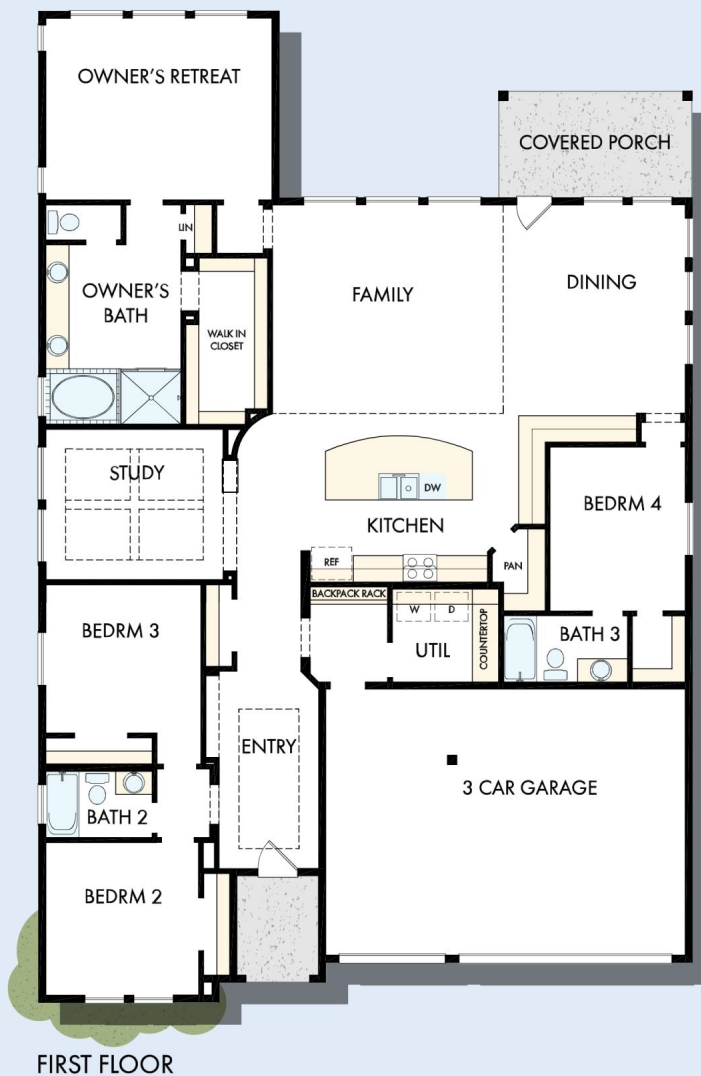 OWNER'S RETREAT
COVERED PORCH
LIN
OWNER'S
BATH
FAMILY
DINING
WALK IN
CLOSET
STUDY
DW
BEDRM 4
KITCHEN
REF
PAN
BACKPACK RACK
W
D
BEDRM 3
UTIL
COUNTERTOP
BATH 3
ENTRY
3 CAR GARAGE
BATH 2
BEDRM 2
FIRST FLOOR